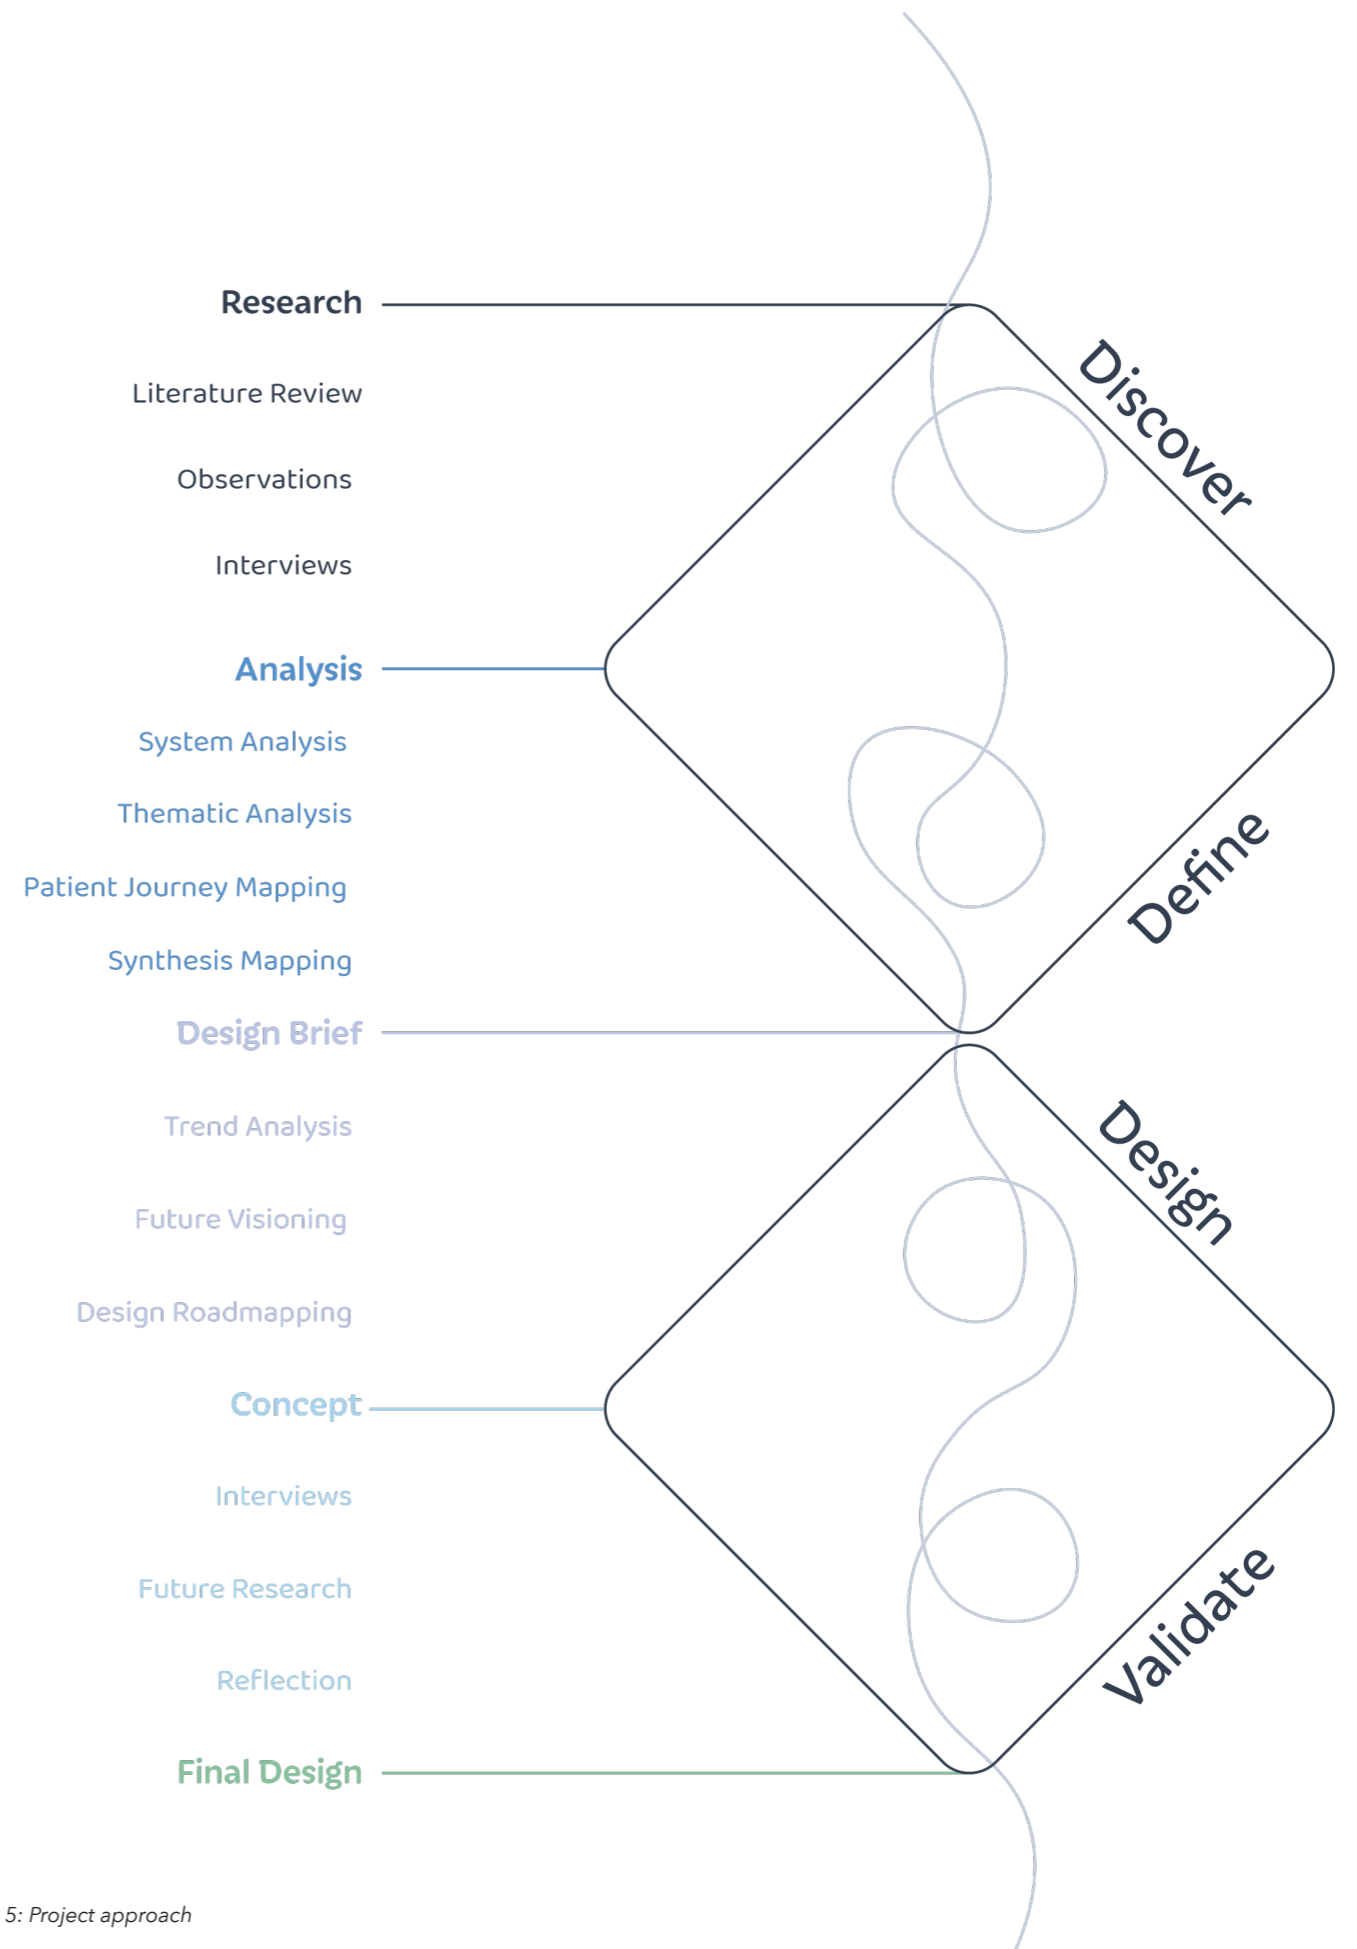 Research
Literature Review
Observations
Interviews
Analysis
System Analysis
Thematic Analysis
Patient Journey Mapping
Synthesis Mapping
Design Brief
Trend Analysis
Future Visioning
Design Roadmapping
Concept
Interviews
Future Research
Reflection
Final Design
Discover
Define
Design
Validate
5: Project approach